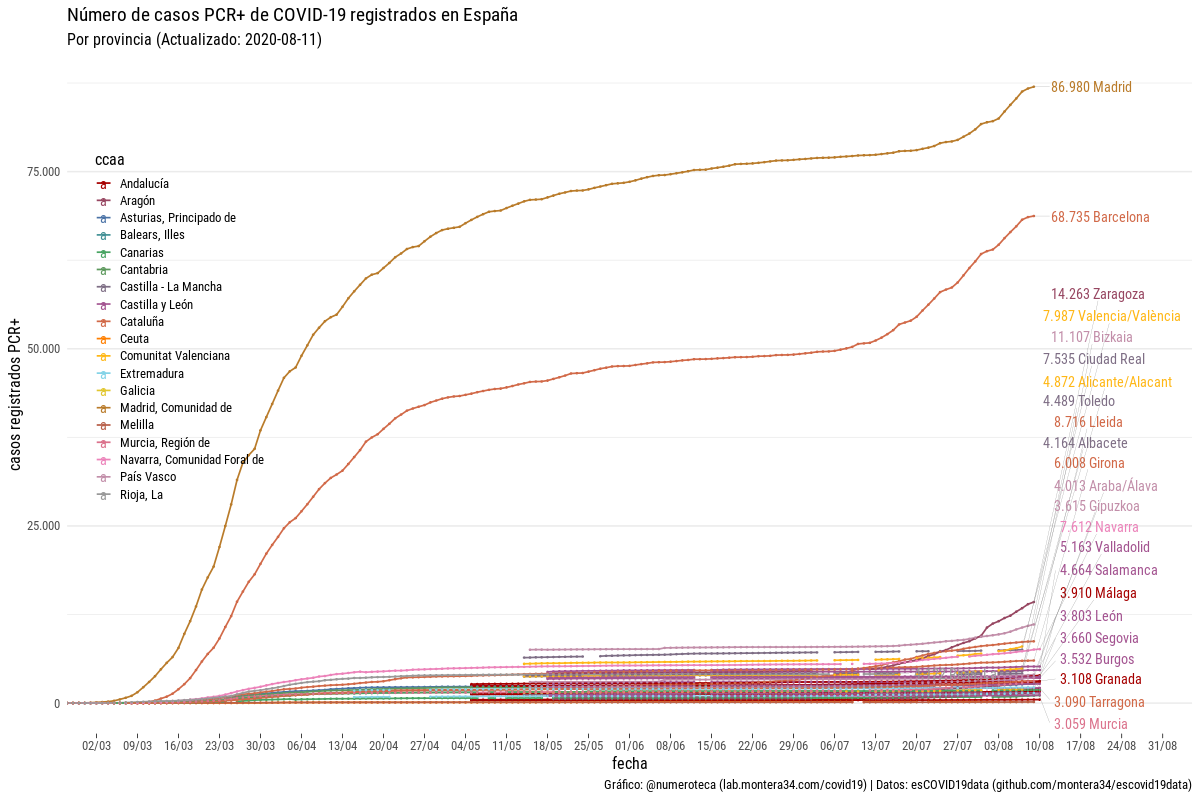 Número de casos PCR+ de COVID-19 registrados en España
Por provincia (Actualizado: 2020-08-11)
casos registrados PCR+
75.000
50.000
25.000
0
ccaa
Andalucía
Aragón
Asturias, Principado de
Balears, Illes
Canarias
Cantabria
Castilla - La Mancha
Castilla y León
Cataluña
Ceuta
Comunitat Valenciana
Extremadura
Galicia
Madrid, Comunidad de
Melilla
Murcia, Región de
Navarra, Comunidad Foral de
País Vasco
Rioja, La
86.980 Madrid
68.735 Barcelona
14.263 Zaragoza
7.987 Valencia/València
11.107 Bizkaia
7.535 Ciudad Real
4.872 Alicante/Alacant
4.489 Toledo
8.716 Lleida
4.164 Albacete
6.008 Girona
4.013 Araba/Álava
3.615 Gipuzkoa
7.612 Navarra
5.163 Valladolid
4.664 Salamanca
3.910 Málaga
3.803 León
3.660 Segovia
3.532 Burgos
3.108 Granada
3.090 Tarragona
3.059 Murcia
02/03 09/03 16/03 23/03 30/03 06/04 13/04 20/04 27/04 04/05 11/05 18/05 25/05 01/06 08/06 15/06 22/06 29/06 06/07 13/07 20/07 27/07 03/08 10/08 17/08 24/08 31/08
fecha
Gráfico: @numeroteca (lab.montera34.com/covid19) | Datos: esCOVID19data (github.com/montera34/escovid19data)